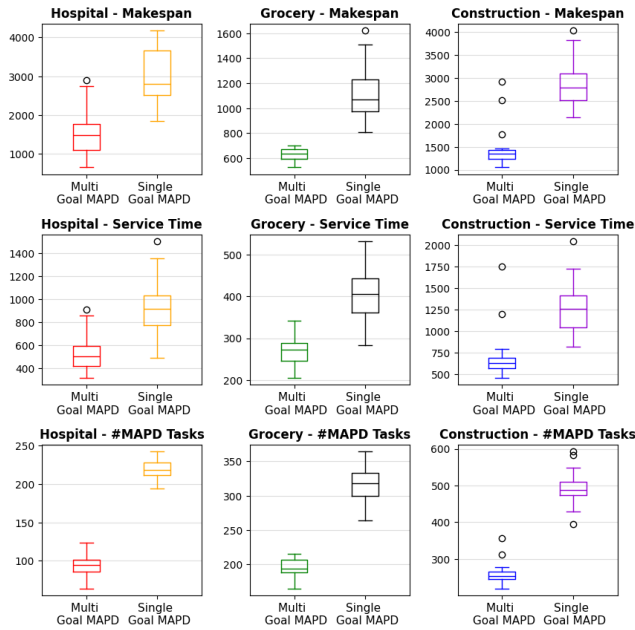 Hospital - Makespan
4000
3000
2000
1000
Multi
Goal MAPD
Single
Goal MAPD
Grocery - Makespan
1600
1400
1200
1000
800
600
Multi
Goal MAPD
Single
Goal MAPD
Construction - Makespan
4000
3500
3000
2500
2000
1500
1000
Multi
Goal MAPD
Single
Goal MAPD
Hospital - Service Time
1400
1200
1000
800
600
400
Multi
Goal MAPD
Single
Goal MAPD
Grocery - Service Time
500
400
300
200
Multi
Goal MAPD
Single
Goal MAPD
Construction - Service Time
2000
1750
1500
1250
1000
750
500
Multi
Goal MAPD
Single
Goal MAPD
Hospital - #MAPD Tasks
250
200
150
100
Multi
Goal MAPD
Single
Goal MAPD
Grocery - #MAPD Tasks
350
300
250
200
Multi
Goal MAPD
Single
Goal MAPD
Construction - #MAPD Tasks
600
500
400
300
Multi
Goal MAPD
Single
Goal MAPD